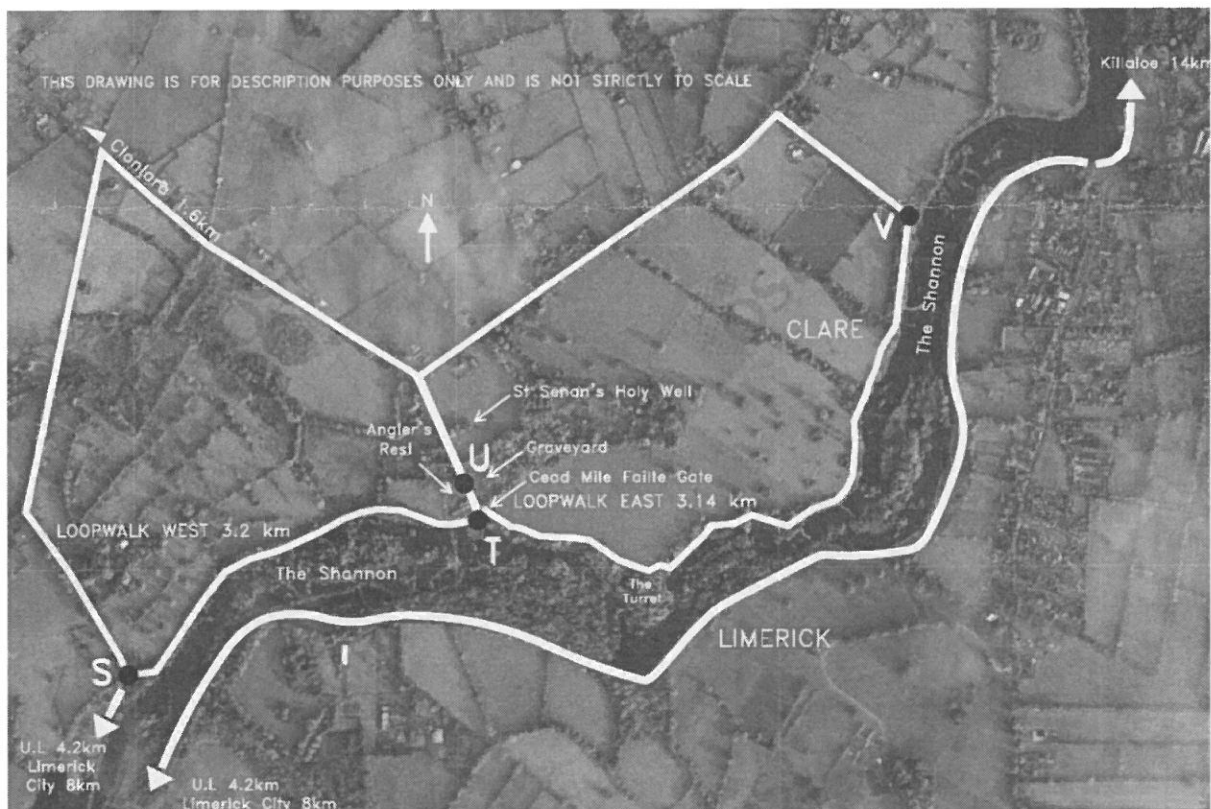 THIS DRAWING IS FOR DESCRIPTION PURPOSES ONLY AND IS NOT STRICTLY TO SCALE
Killaloe 14km
Clonlara 1.6km
N
V
The Shannon
CLARE
St Senan's Holy Well
Angler's
Rest
U
Graveyard
Cead Mile Failte Gate
LOOPWALK EAST 3.14 km
LOOPWALK WEST 3.2 km
T
The Shannon
The
Turret
LIMERICK
S
U.L 4.2km
Limerick
City 8km
U.L 4.2km
Limerick City 8km